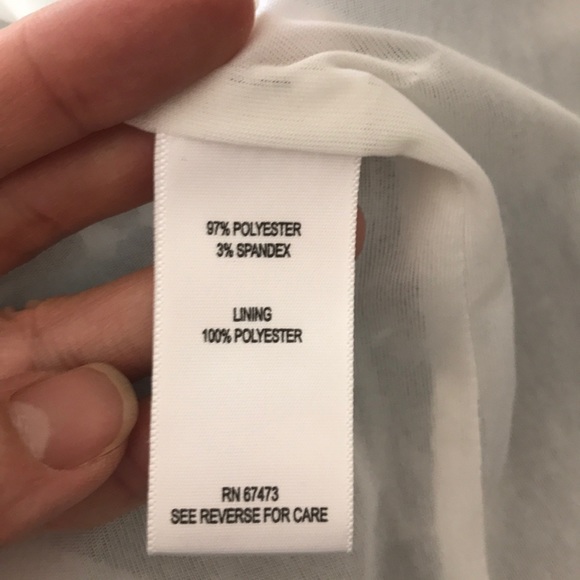 97% POLYESTER
3% SPANDEX
LINING
100% POLYESTER
RN 67473
SEE REVERSE FOR CARE